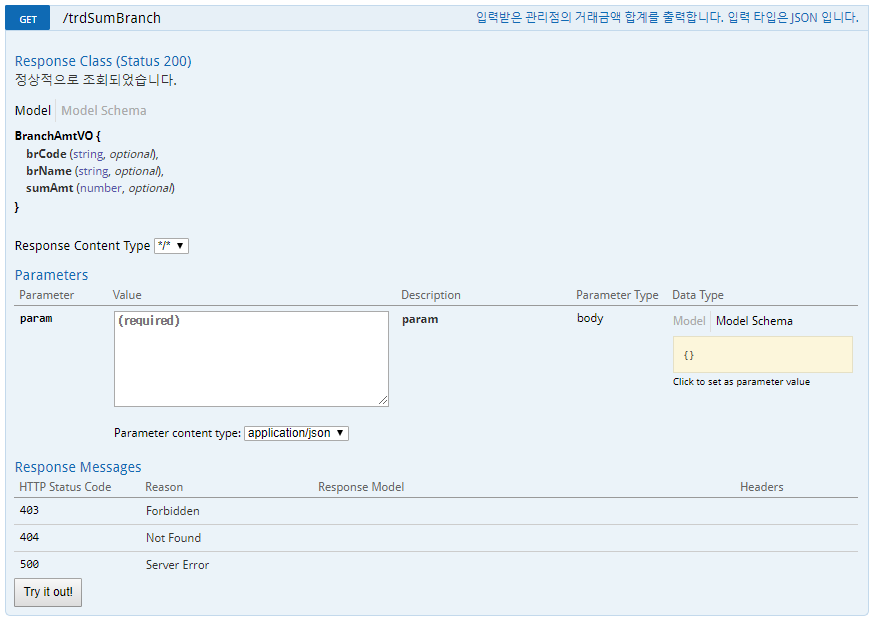 GET /trdSumBranch 입력받은 관리점의 거래금액 합계를 출력합니다. 입력 타입은 JSON 입니다.
Response Class (Status 200)
정상적으로 조회되었습니다.
Model Model Schema
BranchAmtVO {
brCode (string, optional),
brName (string, optional),
sumAmt (number, optional)
}
Response Content Type */* ▼
Parameters
Parameter Value Description Parameter Type Data Type
param (required) param body Model Model Schema
{}
Click to set as parameter value
Parameter content type: application/json ▼
Response Messages
HTTP Status Code Reason Response Model Headers
403 Forbidden
404 Not Found
500 Server Error
Try it out!